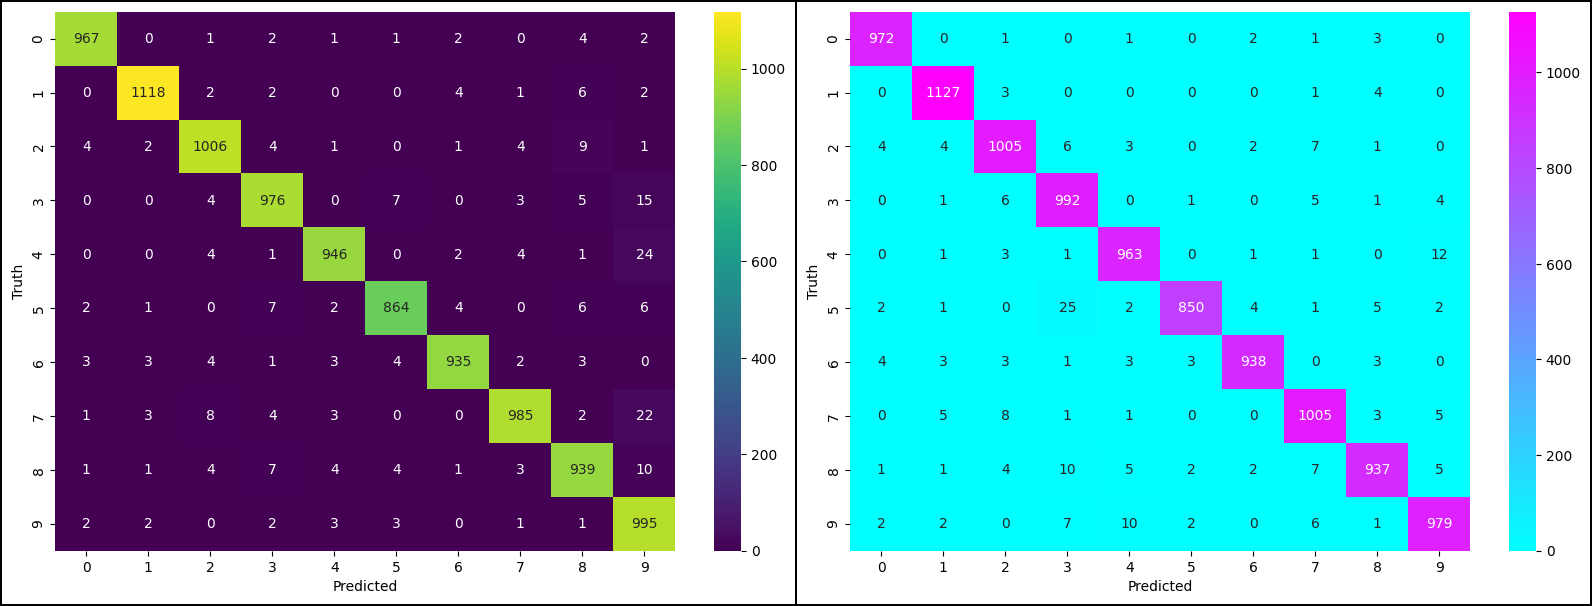 0 967 0 1 2 1 1 2 0 4 2
1 0 1118 2 2 0 0 4 1 6 2
2 4 2 1006 4 1 0 1 4 9 1
3 0 0 4 976 0 7 0 3 5 15
4 0 0 4 1 946 0 2 4 1 24
5 2 1 0 7 2 864 4 0 6 6
6 3 3 4 1 3 4 935 2 3 0
7 1 3 8 4 3 0 0 985 2 22
8 1 1 4 7 4 4 1 3 939 10
9 2 2 0 2 3 3 0 1 1 995
0 1 2 3 4 5 6 7 8 9
Predicted
Truth
1000
800
600
400
200
0
0 972 0 1 0 1 0 2 1 3 0
1 0 1127 3 0 0 0 0 1 4 0
2 4 4 1005 6 3 0 2 7 1 0
3 0 1 6 992 0 1 0 5 1 4
4 0 1 3 1 963 0 1 1 0 12
5 2 1 0 25 2 850 4 1 5 2
6 4 3 3 1 3 3 938 0 3 0
7 0 5 8 1 1 0 0 1005 3 5
8 1 1 4 10 5 2 2 7 937 5
9 2 2 0 7 10 2 0 6 1 979
0 1 2 3 4 5 6 7 8 9
Predicted
Truth
1000
800
600
400
200
0